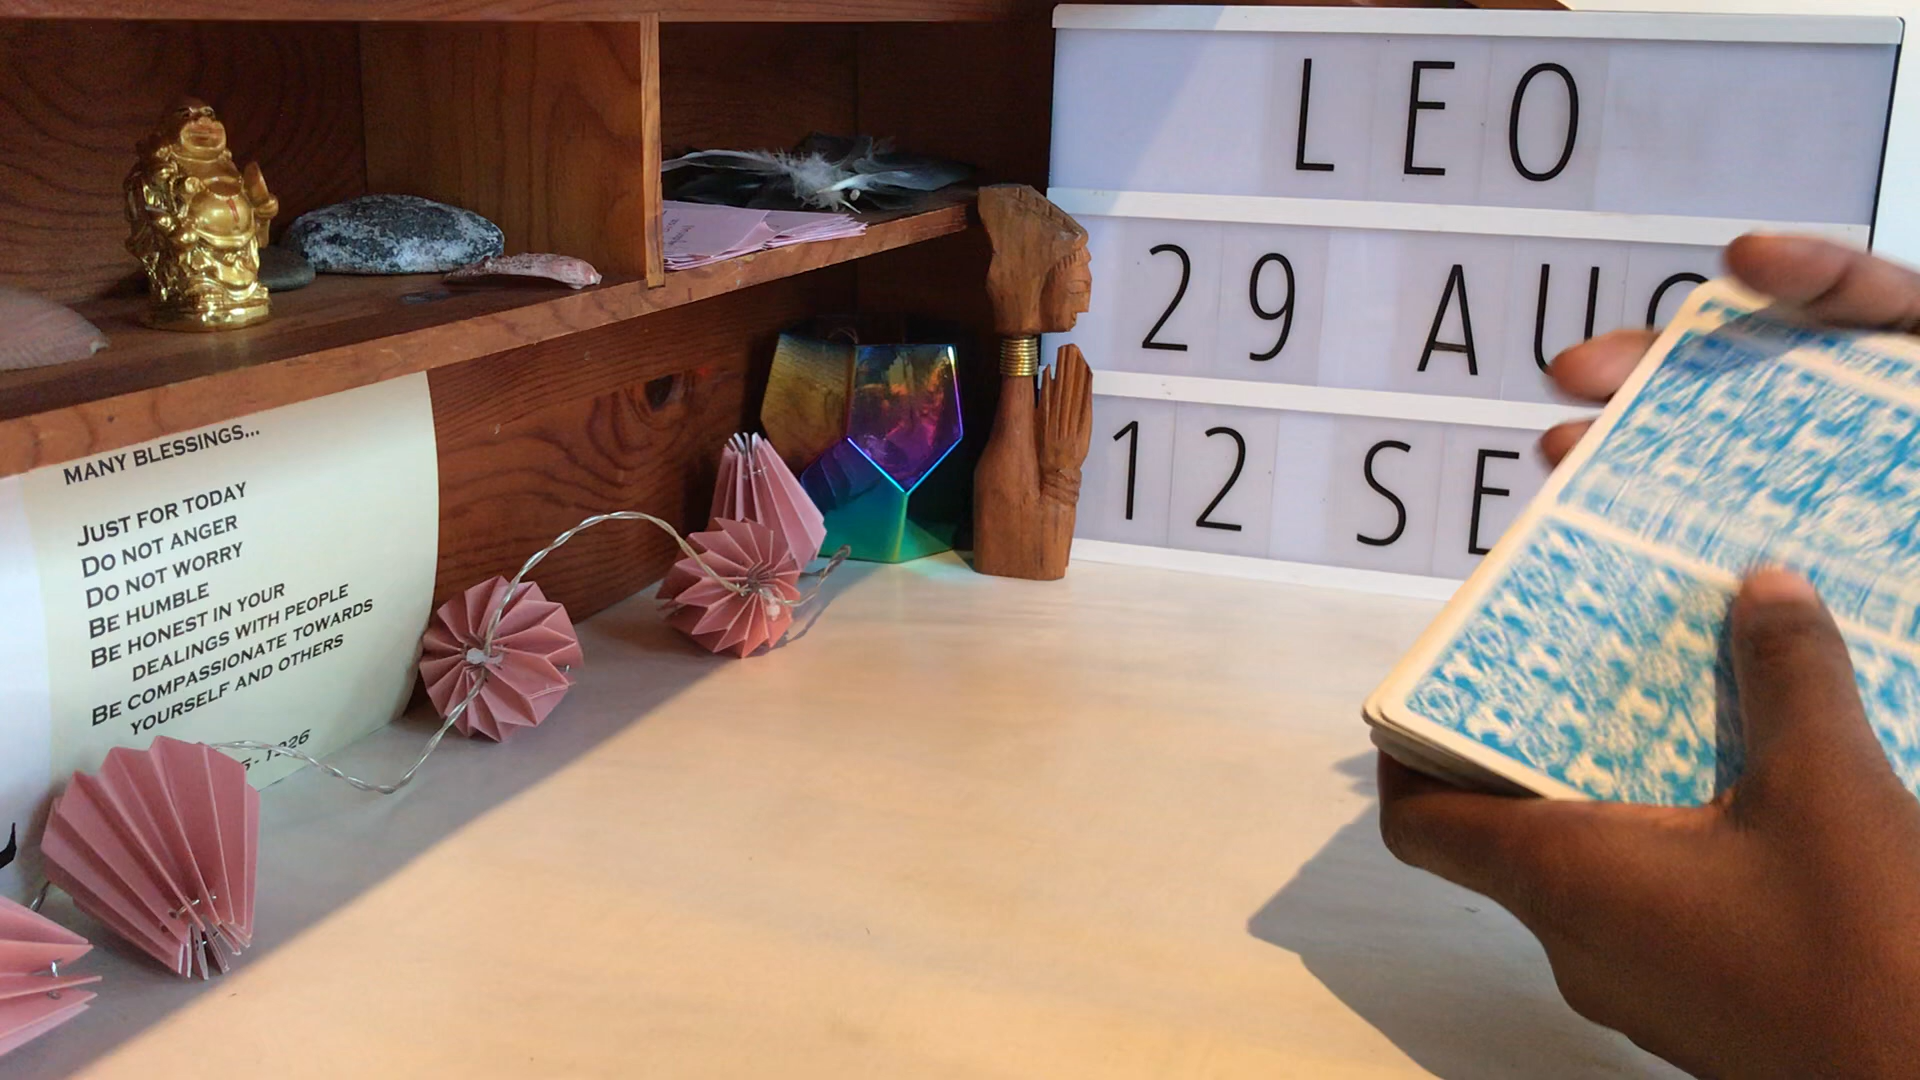 MANY BLESSINGS...
JUST FOR TODAY
DO NOT ANGER
DO NOT WORRY
BE HUMBLE
BE HONEST IN YOUR
DEALINGS WITH PEOPLE
BE COMPASSIONATE TOWARDS
YOURSELF AND OTHERS
LEO
29 AUG
12 SE